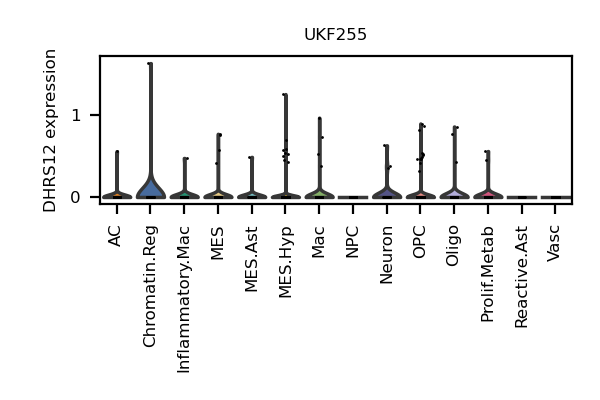 UKF255
DHRS12 expression
1
0
AC
Chromatin.Reg
Inflammatory.Mac
MES
MES.Ast
MES.Hyp
Mac
NPC
Neuron
OPC
Oligo
Prolif.Metab
Reactive.Ast
Vasc